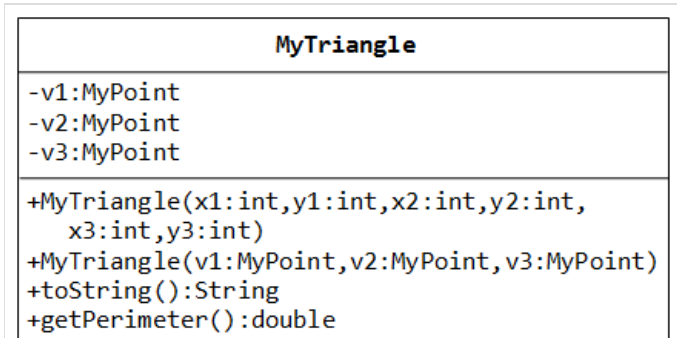 MyTriangle
-v1:MyPoint
-v2:MyPoint
-v3:MyPoint
+MyTriangle(x1:int,y1:int,x2:int,y2:int,
x3:int,y3:int)
+MyTriangle(v1:MyPoint,v2:MyPoint,v3:MyPoint)
+toString():String
+getPerimeter():double